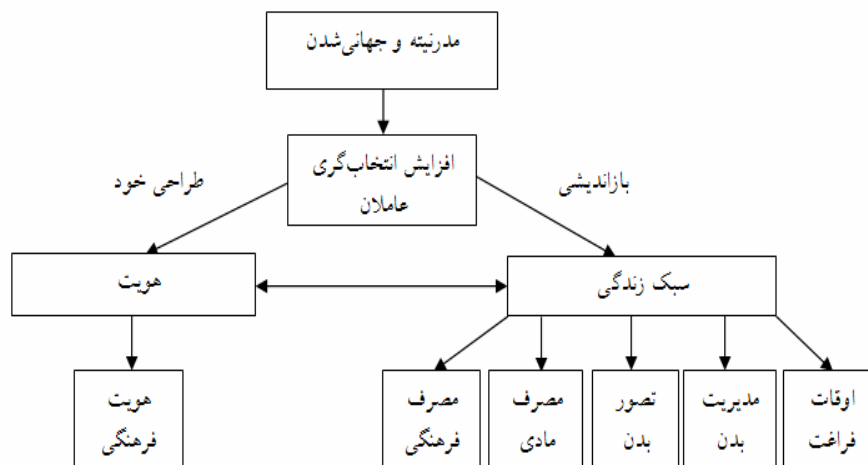 مدرنیته و جهانی‌شدن
افزایش انتخاب‌گری
عاملان
بازاندیشی
طراحی خود
سبک زندگی
هویت
اوقات
فراغت
مدیریت
بدن
تصور
بدن
مصرف
مادی
مصرف
فرهنگی
هویت
فرهنگی